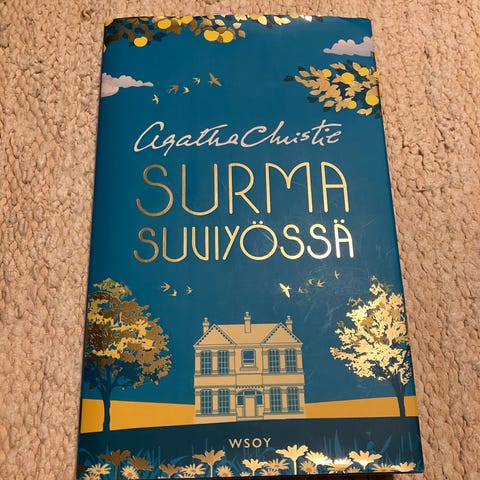 Agatha Christie
SURMA
SUVIYÖSSÄ
WSOY